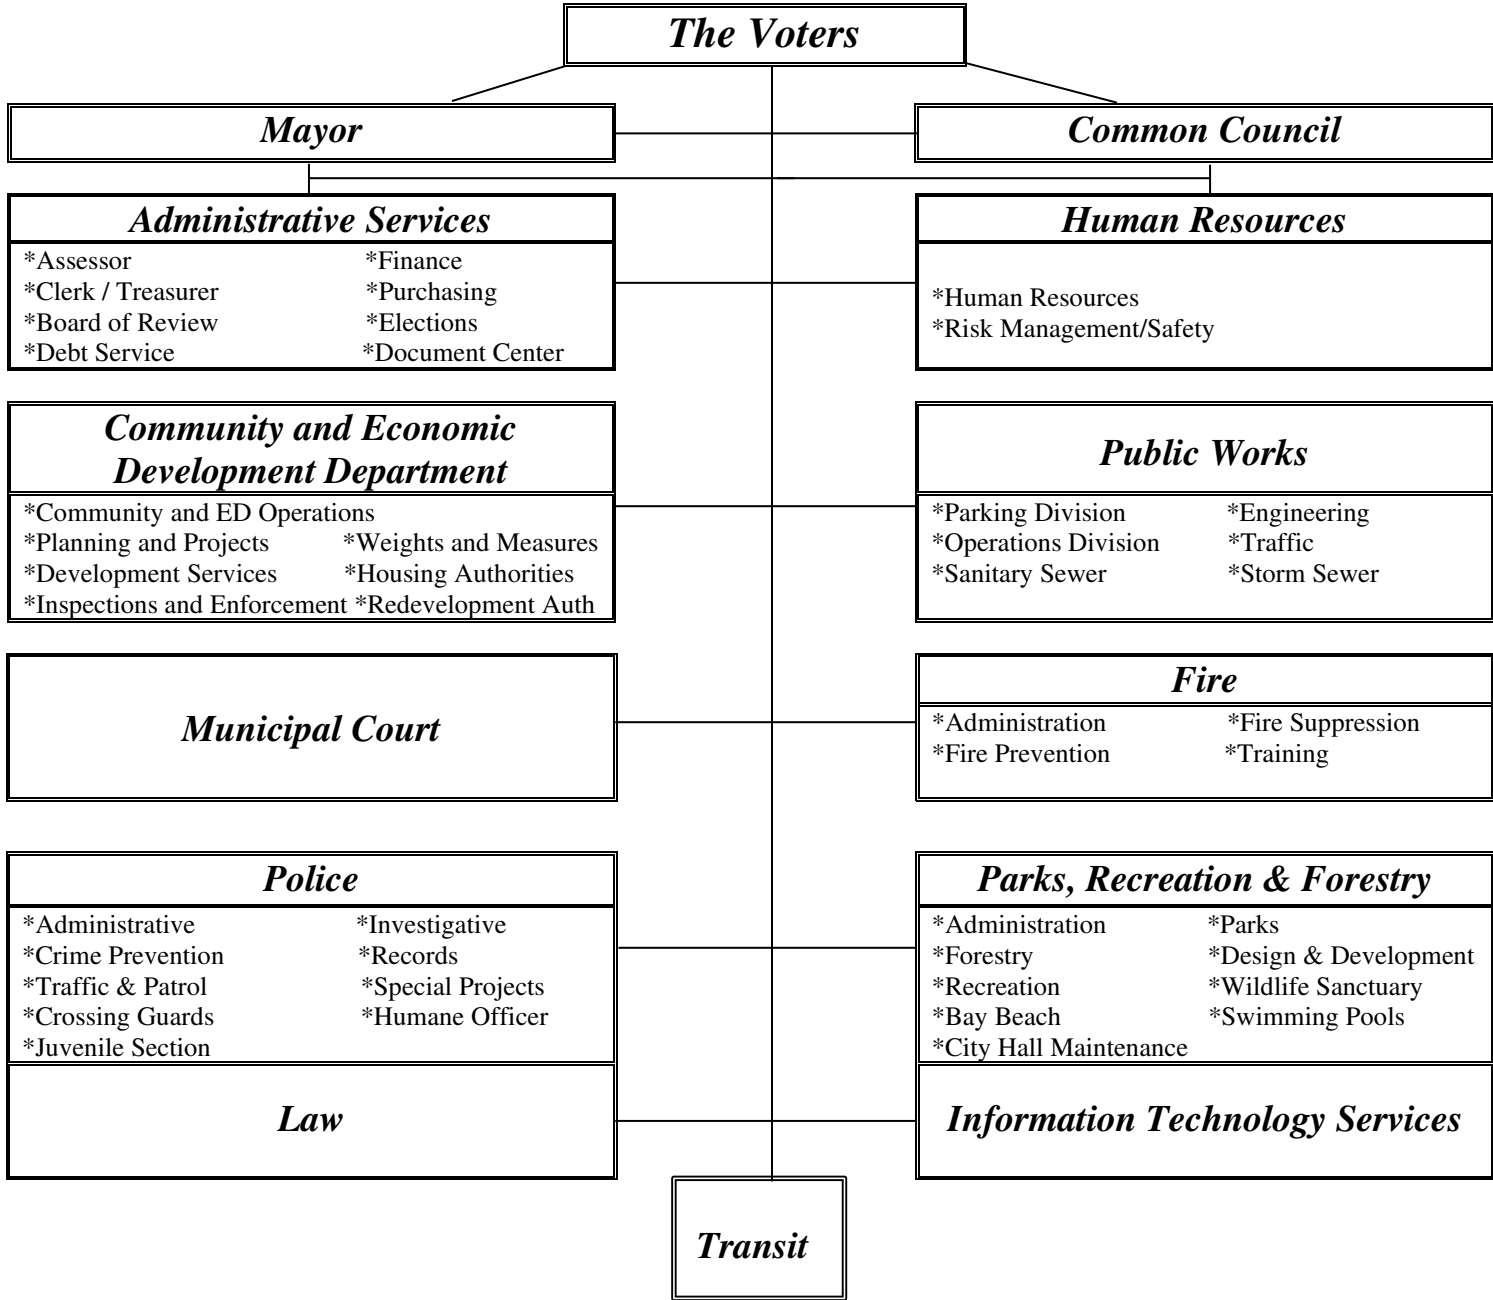 The Voters
Mayor
Common Council
Administrative Services
*Assessor *Finance
*Clerk / Treasurer *Purchasing
*Board of Review *Elections
*Debt Service *Document Center
Human Resources
*Human Resources
*Risk Management/Safety
Community and Economic
Development Department
*Community and ED Operations
*Planning and Projects *Weights and Measures
*Development Services *Housing Authorities
*Inspections and Enforcement *Redevelopment Auth
Public Works
*Parking Division *Engineering
*Operations Division *Traffic
*Sanitary Sewer *Storm Sewer
Municipal Court
Fire
*Administration *Fire Suppression
*Fire Prevention *Training
Police
*Administrative *Investigative
*Crime Prevention *Records
*Traffic & Patrol *Special Projects
*Crossing Guards *Humane Officer
*Juvenile Section
Parks, Recreation & Forestry
*Administration *Parks
*Forestry *Design & Development
*Recreation *Wildlife Sanctuary
*Bay Beach *Swimming Pools
*City Hall Maintenance
Law
Information Technology Services
Transit